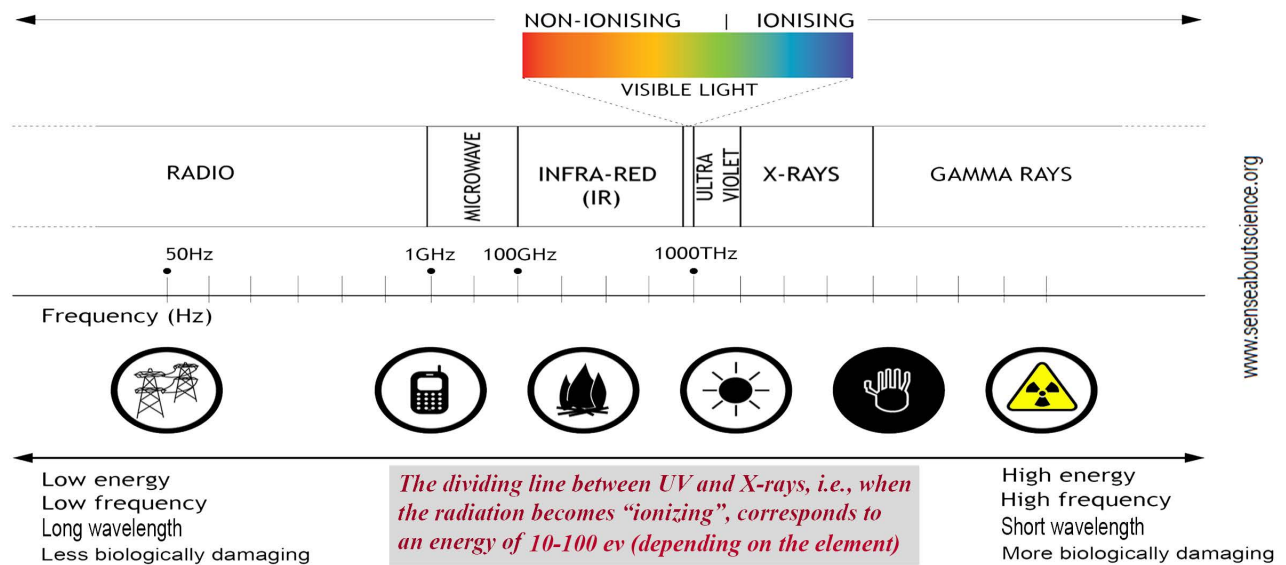 NON-IONISING | IONISING
VISIBLE LIGHT
RADIO
MICROWAVE
INFRA-RED
(IR)
ULTRA
VIOLET
X-RAYS
GAMMA RAYS
50Hz
1GHz
100GHz
1000THz
Frequency (Hz)
www.senseaboutscience.org
Low energy
Low frequency
Long wavelength
Less biologically damaging
The dividing line between UV and X-rays, i.e., when
the radiation becomes “ionizing”, corresponds to
an energy of 10-100 ev (depending on the element)
High energy
High frequency
Short wavelength
More biologically damaging